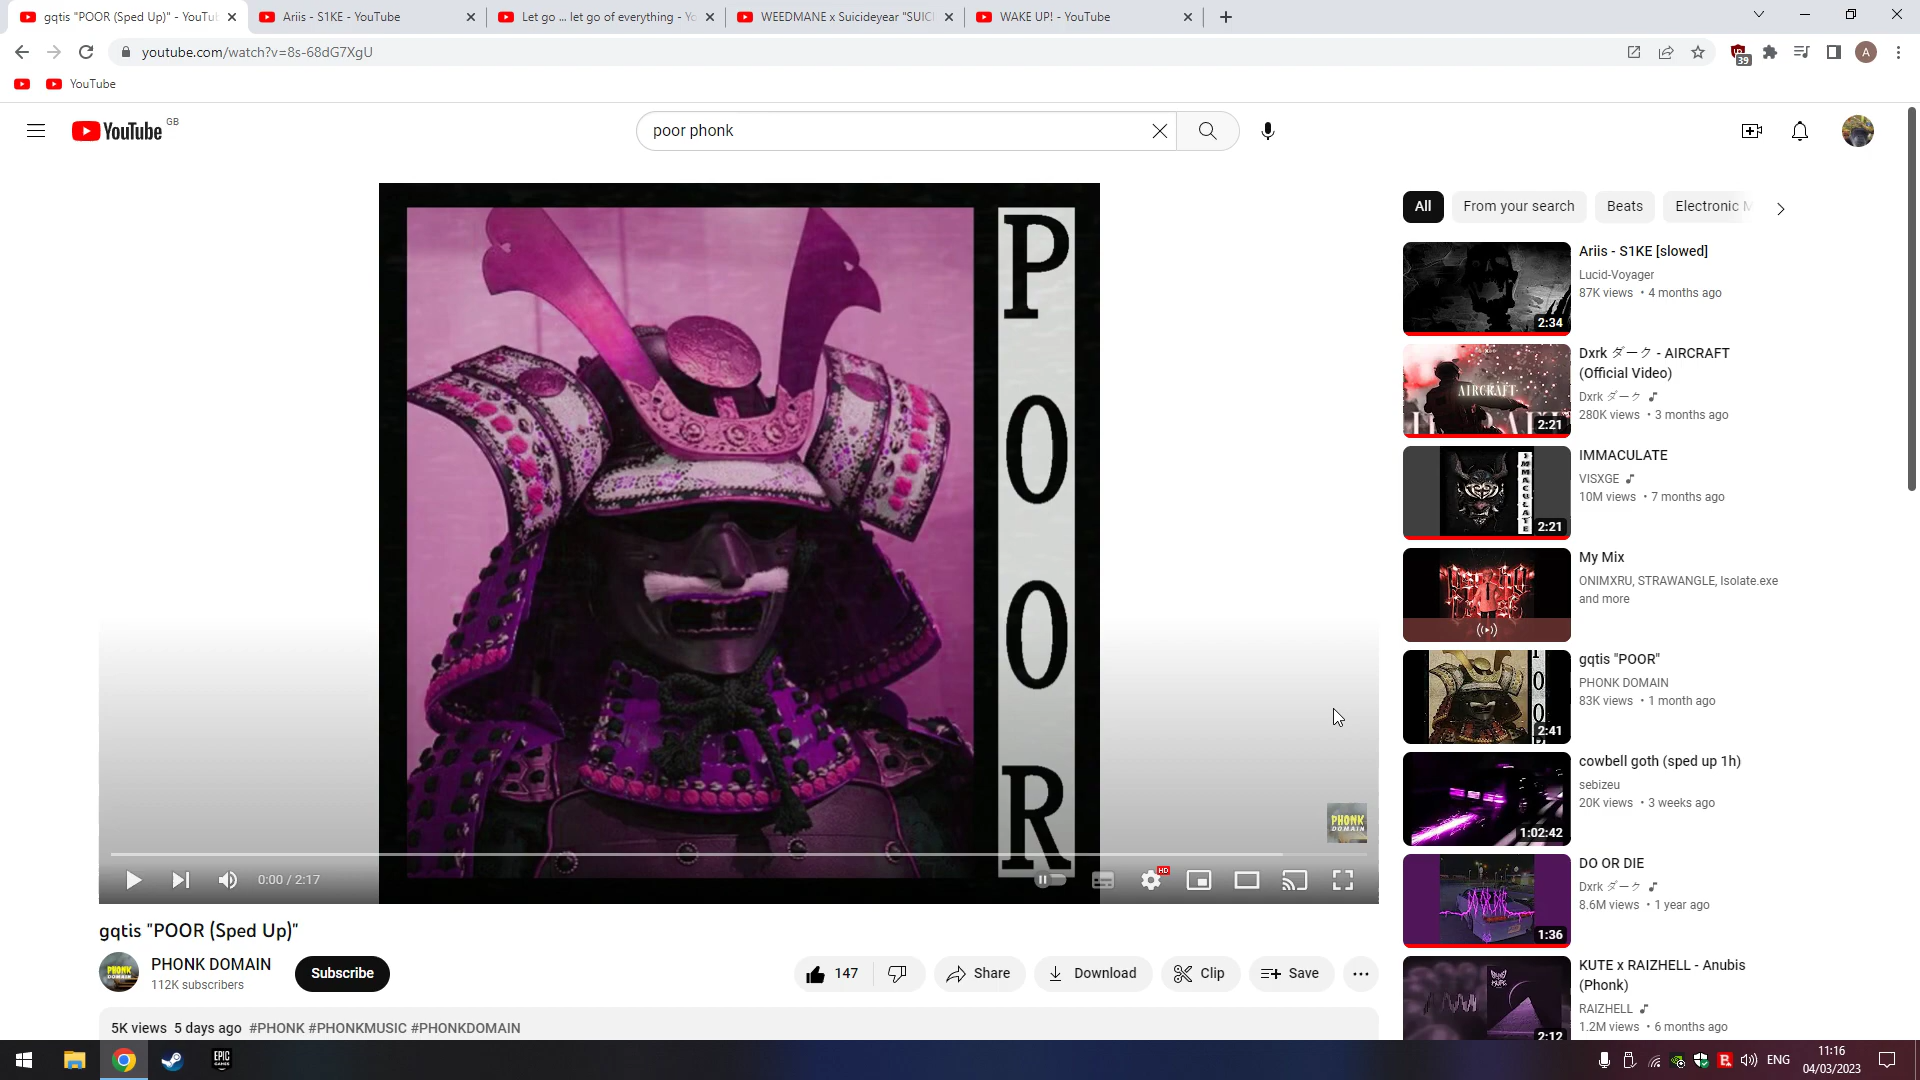 gqtis "POOR (Sped Up)" - YouTu
Ariis - S1KE - YouTube
Let go ... let go of everything - Yo
WEEDMANE x Suicideyear "SUIC
WAKE UP! - YouTube
youtube.com/watch?v=8s-68dG7XgU
39
A
YouTube
YouTube GB
poor phonk
POOR
PHONK DOMAIN
0:00 / 2:17
HD
gqtis "POOR (Sped Up)"
PHONK DOMAIN
PHONK DOMAIN
112K subscribers
Subscribe
147
Share
Download
Clip
Save
5K views 5 days ago #PHONK #PHONKMUSIC #PHONKDOMAIN
All
From your search
Beats
Electronic M
2:34
Ariis - S1KE [slowed]
Lucid-Voyager
87K views • 4 months ago
AIRCRAFT
2:21
Dxrk ダーク - AIRCRAFT
(Official Video)
Dxrk ダーク
280K views • 3 months ago
IMMACULATE
2:21
IMMACULATE
VISXGE
10M views • 7 months ago
My Mix
ONIMXRU, STRAWANGLE, Isolate.exe
and more
2:41
gqtis "POOR"
PHONK DOMAIN
83K views • 1 month ago
1:02:42
cowbell goth (sped up 1h)
sebizeu
20K views • 3 weeks ago
1:36
DO OR DIE
Dxrk ダーク
8.6M views • 1 year ago
2:12
KUTE x RAIZHELL - Anubis
(Phonk)
RAIZHELL
1.2M views • 6 months ago
EPIC GAMES
ENG
11:16
04/03/2023